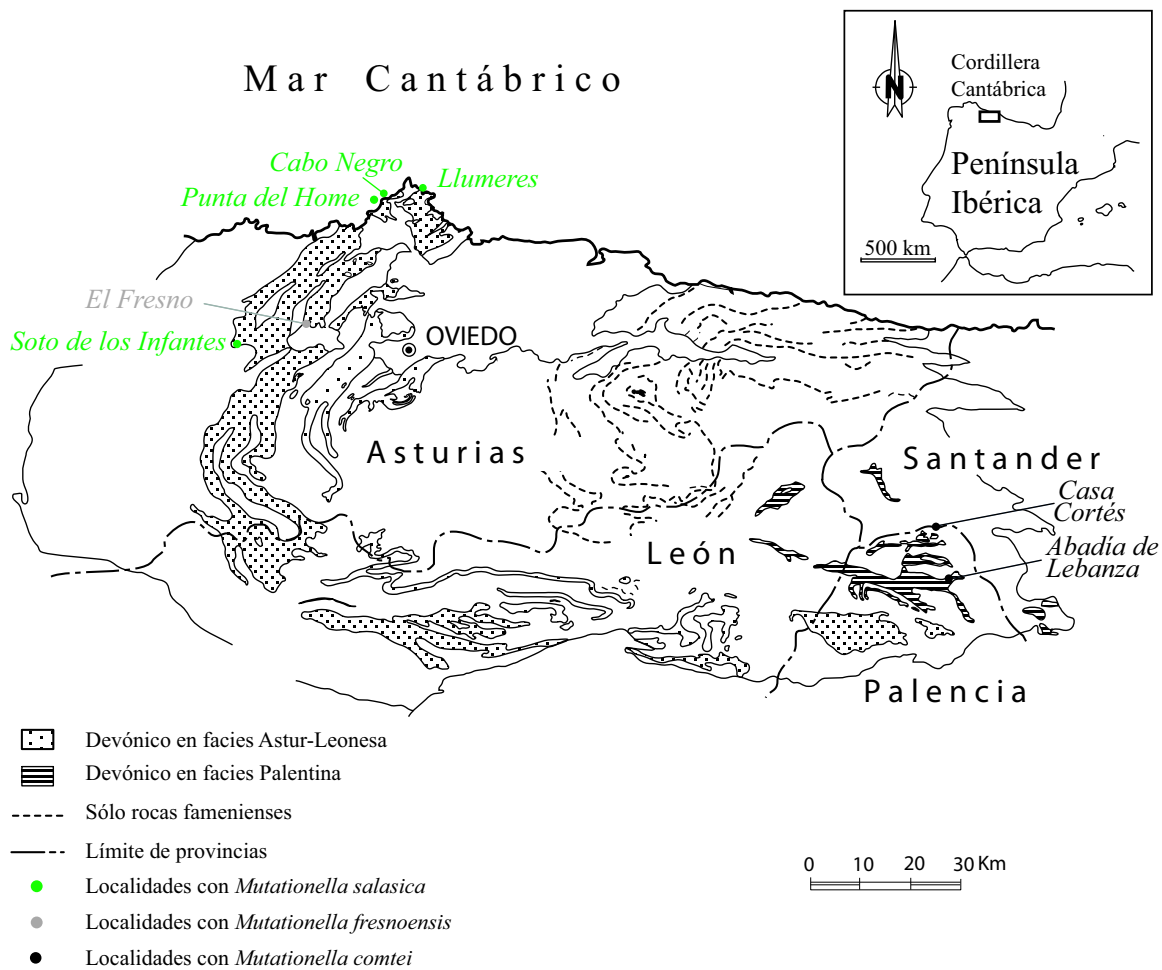 Mar Cantábrico
N
Cordillera
Cantábrica
Península
Ibérica
500 km
Cabo Negro
Llumeres
Punta del Home
El Fresno
Soto de los Infantes
OVIEDO
Asturias
Santander
Casa
Cortés
León
Abadía de
Lebanza
Palencia
Devónico en facies Astur-Leonesa
Devónico en facies Palentina
Sólo rocas famenienses
Límite de provincias
Localidades con Mutationella salasica
Localidades con Mutationella fresnoensis
Localidades con Mutationella comtei
0 10 20 30 Km